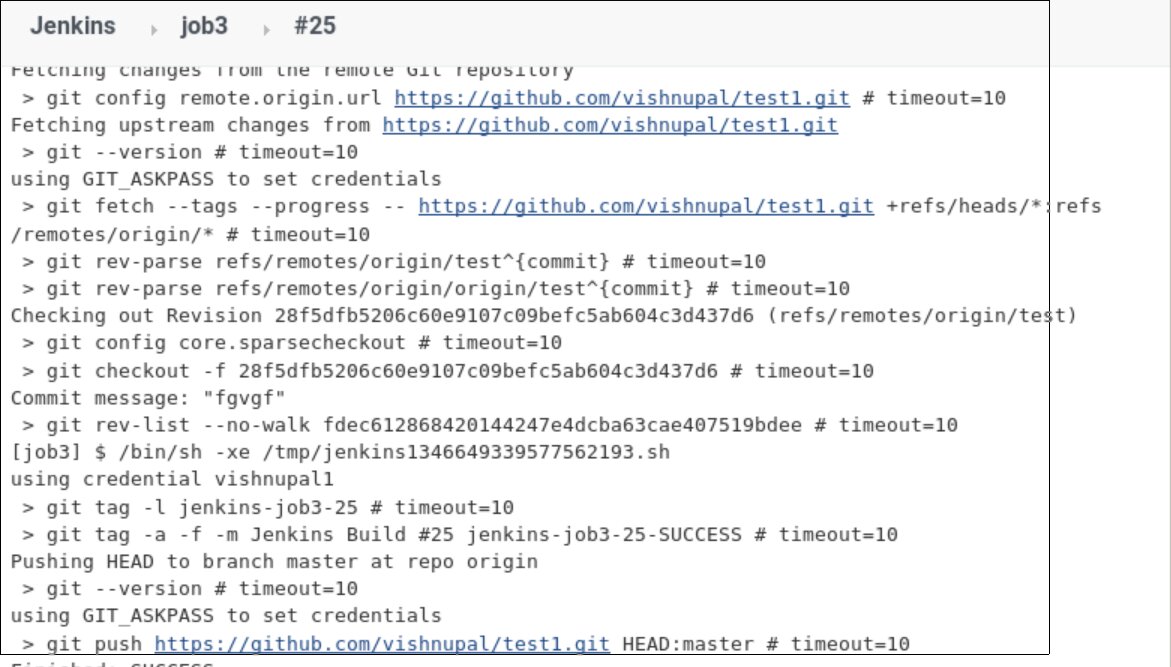 Jenkins ▸ job3 ▸ #25
Fetching changes from the remote Git repository
 > git config remote.origin.url https://github.com/vishnupal/test1.git # timeout=10
Fetching upstream changes from https://github.com/vishnupal/test1.git
 > git --version # timeout=10
using GIT_ASKPASS to set credentials
 > git fetch --tags --progress -- https://github.com/vishnupal/test1.git +refs/heads/*:refs
/remotes/origin/* # timeout=10
 > git rev-parse refs/remotes/origin/test^{commit} # timeout=10
 > git rev-parse refs/remotes/origin/origin/test^{commit} # timeout=10
Checking out Revision 28f5dfb5206c60e9107c09befc5ab604c3d437d6 (refs/remotes/origin/test)
 > git config core.sparsecheckout # timeout=10
 > git checkout -f 28f5dfb5206c60e9107c09befc5ab604c3d437d6 # timeout=10
Commit message: "fgvgf"
 > git rev-list --no-walk fdec612868420144247e4dcba63cae407519bdee # timeout=10
[job3] $ /bin/sh -xe /tmp/jenkins1346649339577562193.sh
using credential vishnupal1
 > git tag -l jenkins-job3-25 # timeout=10
 > git tag -a -f -m Jenkins Build #25 jenkins-job3-25-SUCCESS # timeout=10
Pushing HEAD to branch master at repo origin
 > git --version # timeout=10
using GIT_ASKPASS to set credentials
 > git push https://github.com/vishnupal/test1.git HEAD:master # timeout=10
Finished: SUCCESS